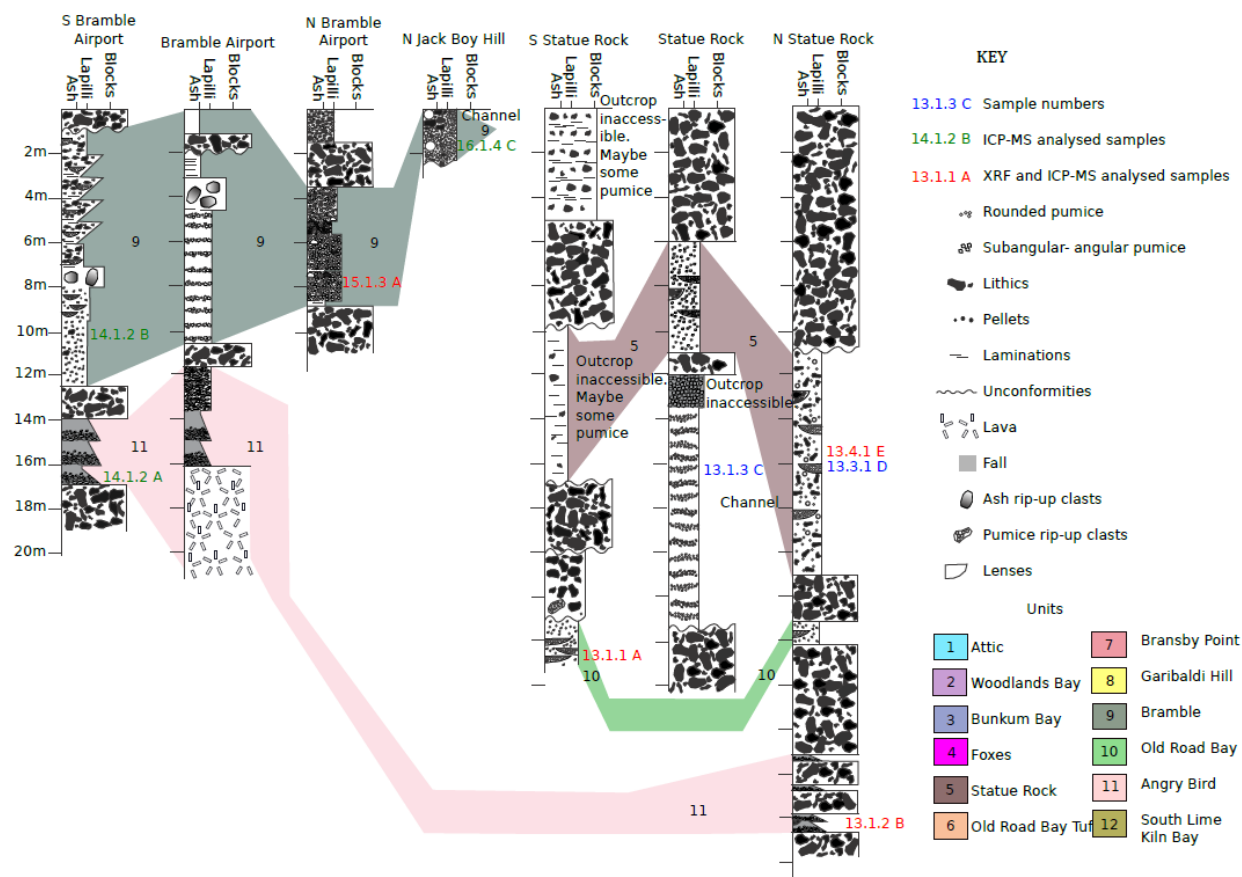 S Bramble
Airport
Bramble Airport
N Bramble
Airport
N Jack Boy Hill
S Statue Rock
Statue Rock
N Statue Rock
Ash
Lapilli
Blocks
Ash
Lapilli
Blocks
Ash
Lapilli
Blocks
Ash
Lapilli
Blocks
Ash
Lapilli
Blocks
Ash
Lapilli
Blocks
Ash
Lapilli
Blocks
2m
4m
6m
8m
10m
12m
14m
16m
18m
20m
9
14.1.2 B
11
14.1.2 A
9
11
9
15.1.3 A
Channel
9
16.1.4 C
Outcrop
inaccess-
ible.
Maybe
some
pumice
5
Outcrop
inaccessible.
Maybe
some
pumice
13.1.1 A
10
Outcrop
inaccessible
13.1.3 C
5
Channel
10
11
13.4.1 E
13.3.1 D
13.1.2 B
KEY
13.1.3 C Sample numbers
14.1.2 B ICP-MS analysed samples
13.1.1 A XRF and ICP-MS analysed samples
Rounded pumice
Subangular- angular pumice
Lithics
Pellets
Laminations
Unconformities
Lava
Fall
Ash rip-up clasts
Pumice rip-up clasts
Lenses
Units
1 Attic
2 Woodlands Bay
3 Bunkum Bay
4 Foxes
5 Statue Rock
6 Old Road Bay Tuf
7 Bransby Point
8 Garibaldi Hill
9 Bramble
10 Old Road Bay
11 Angry Bird
12 South Lime
Kiln Bay